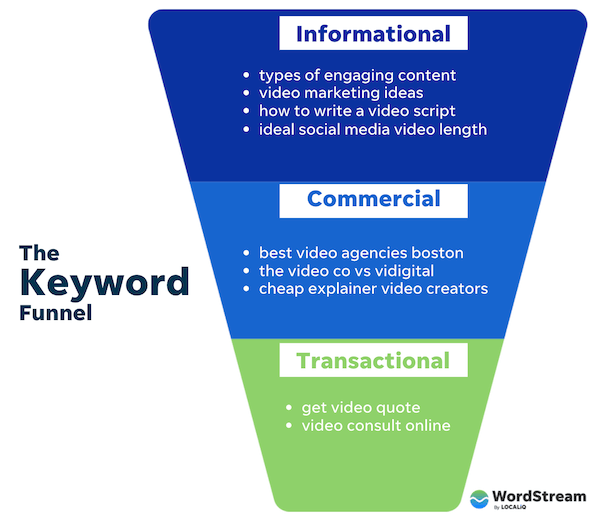 Informational
• types of engaging content
• video marketing ideas
• how to write a video script
• ideal social media video length
Commercial
• best video agencies boston
• the video co vs vidigital
• cheap explainer video creators
The
Keyword
Funnel
Transactional
• get video quote
• video consult online
WordStream
By LOCALiQ